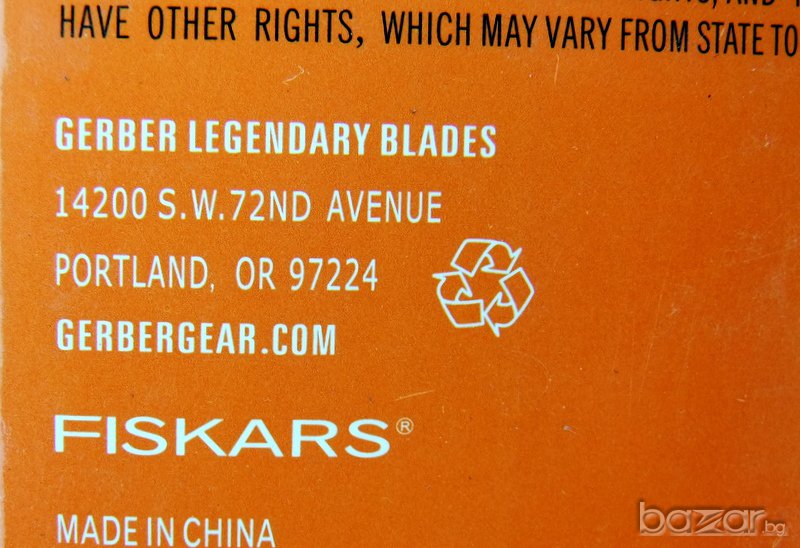 HAVE OTHER RIGHTS, WHICH MAY VARY FROM STATE TO
GERBER LEGENDARY BLADES
14200 S.W.72ND AVENUE
PORTLAND, OR 97224
GERBERGEAR.COM
FISKARS®
MADE IN CHINA
bazar.bg